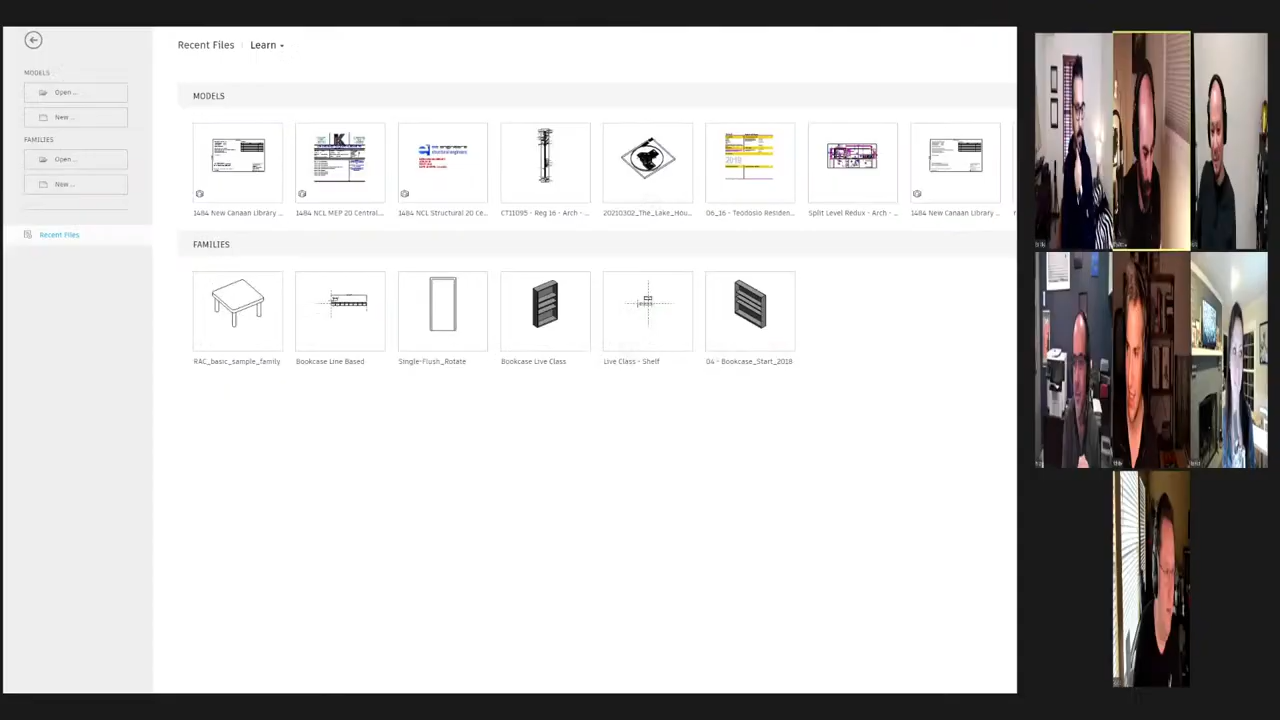 Recent Files
Learn
MODELS
Open ...
New ...
FAMILIES
Open ...
New ...
Recent Files
MODELS
1484 New Canaan Library ...
1484 NCL MEP 20 Central...
1484 NCL Structural 20 Ce...
CT11095 - Reg 16 - Arch - ...
20210302_The_Lake_Hou...
06_16 - Teodosio Residen...
Split Level Redux - Arch - ...
1484 New Canaan Library ...
FAMILIES
RAC_basic_sample_family
Bookcase Line Based
Single-Flush_Rotate
Bookcase Live Class
Live Class - Shelf
04 - Bookcase_Start_2018